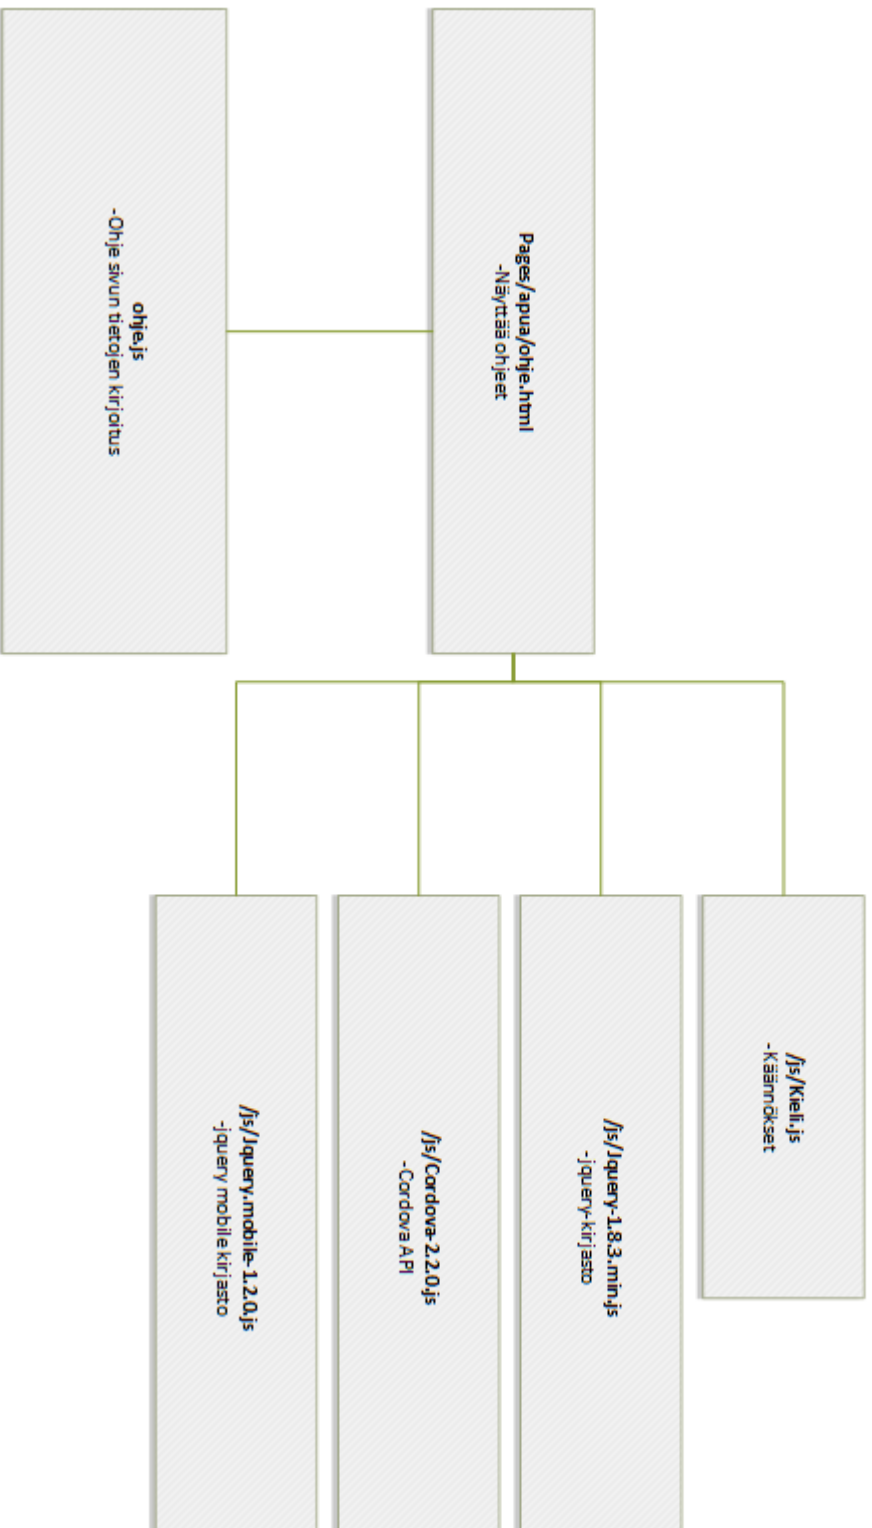 Pages/apua/ohje.html
-Näyttää ohjeet
/js/Kieli.js
-Käännökset
/js/Jquery-1.8.3.min.js
-jquery-kirjasto
/js/Cordova-2.2.0.js
-Cordova API
/js/Jquery.mobile-1.2.0.js
-jquery mobile kirjasto
ohje.js
-Ohje sivun tietojen kirjoitus